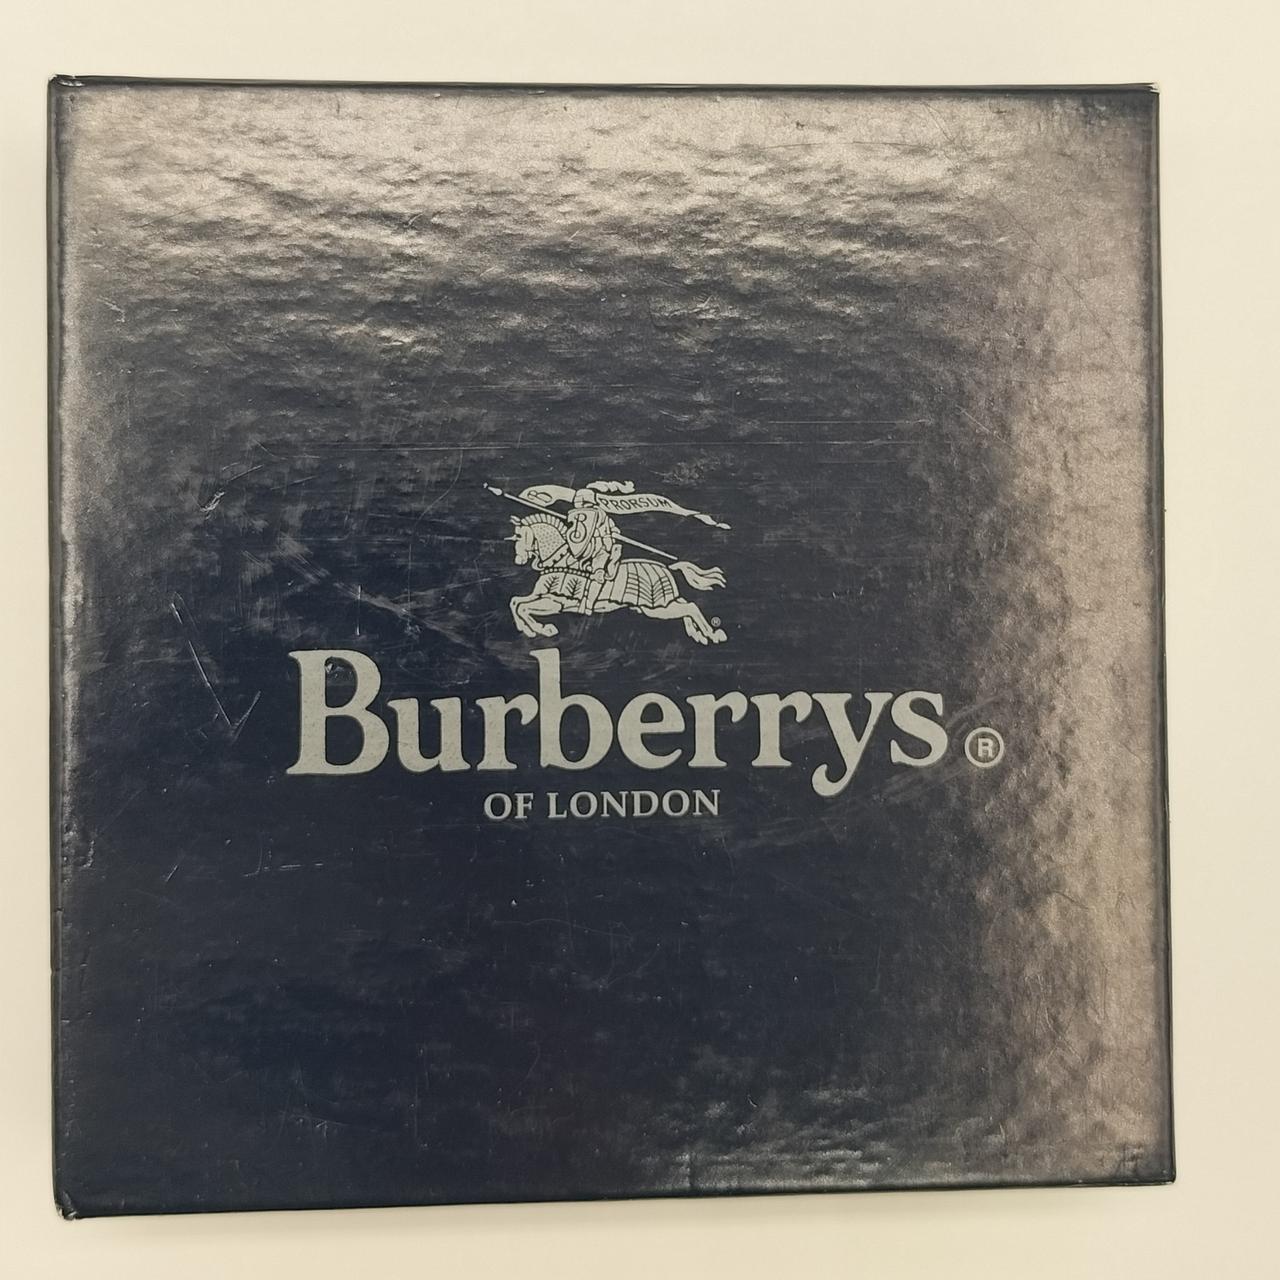 B PRORSUM
B
®
Burberrys ®
OF LONDON